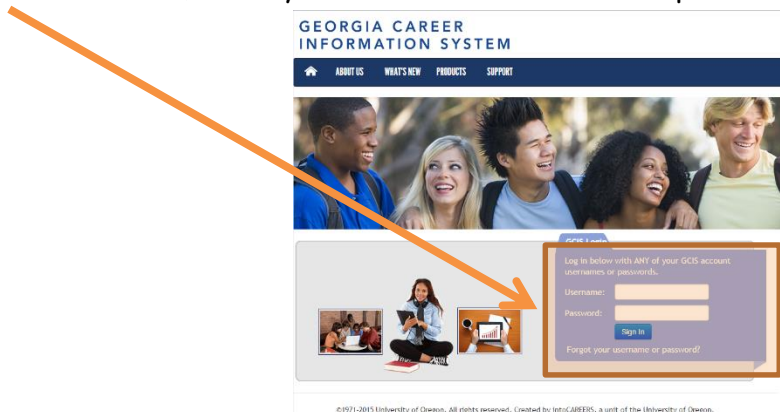 GEORGIA CAREER
INFORMATION SYSTEM
ABOUT US WHAT'S NEW PRODUCTS SUPPORT
GCIS Login
Log in below with ANY of your GCIS account
usernames or passwords.
Username:
Password:
Sign In
Forgot your username or password?
©1971-2015 University of Oregon. All rights reserved. Created by intoCAREERS, a unit of the University of Oregon.